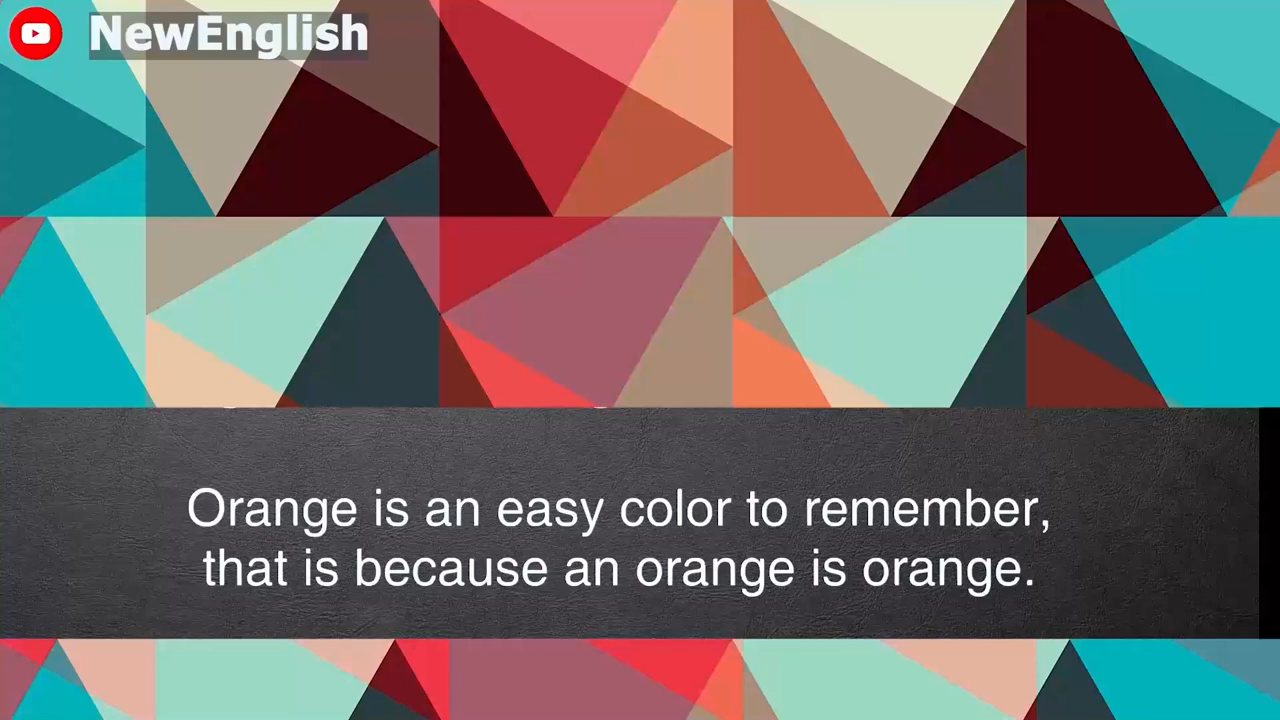 NewEnglish
Orange is an easy color to remember,
that is because an orange is orange.